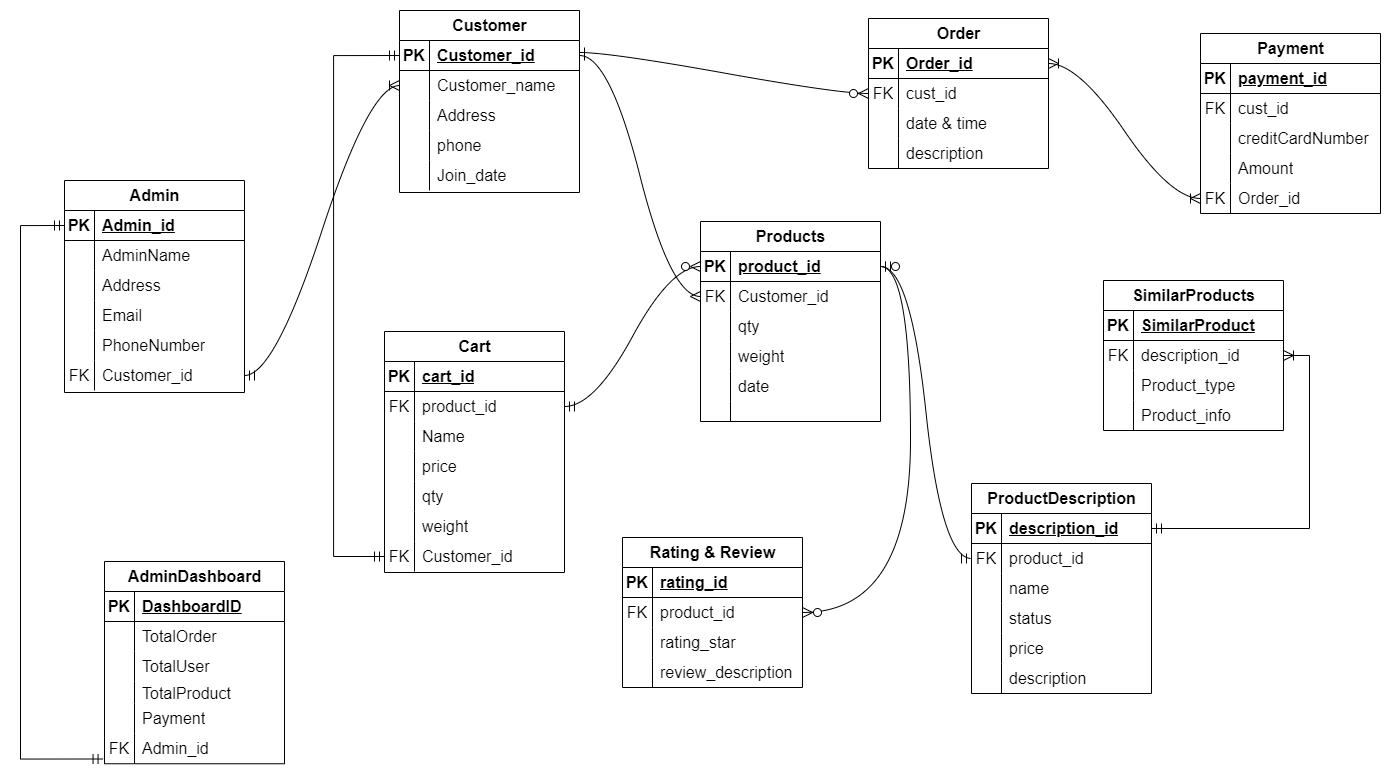 Customer
PK Customer_id
Customer_name
Address
phone
Join_date
Order
PK Order_id
FK cust_id
date & time
description
Payment
PK payment_id
FK cust_id
creditCardNumber
Amount
FK Order_id
Admin
PK Admin_id
AdminName
Address
Email
PhoneNumber
FK Customer_id
Products
PK product_id
FK Customer_id
qty
weight
date
SimilarProducts
PK SimilarProduct
FK description_id
Product_type
Product_info
Cart
PK cart_id
FK product_id
Name
price
qty
weight
FK Customer_id
ProductDescription
PK description_id
FK product_id
name
status
price
description
Rating & Review
PK rating_id
FK product_id
rating_star
review_description
AdminDashboard
PK DashboardID
TotalOrder
TotalUser
TotalProduct
Payment
FK Admin_id